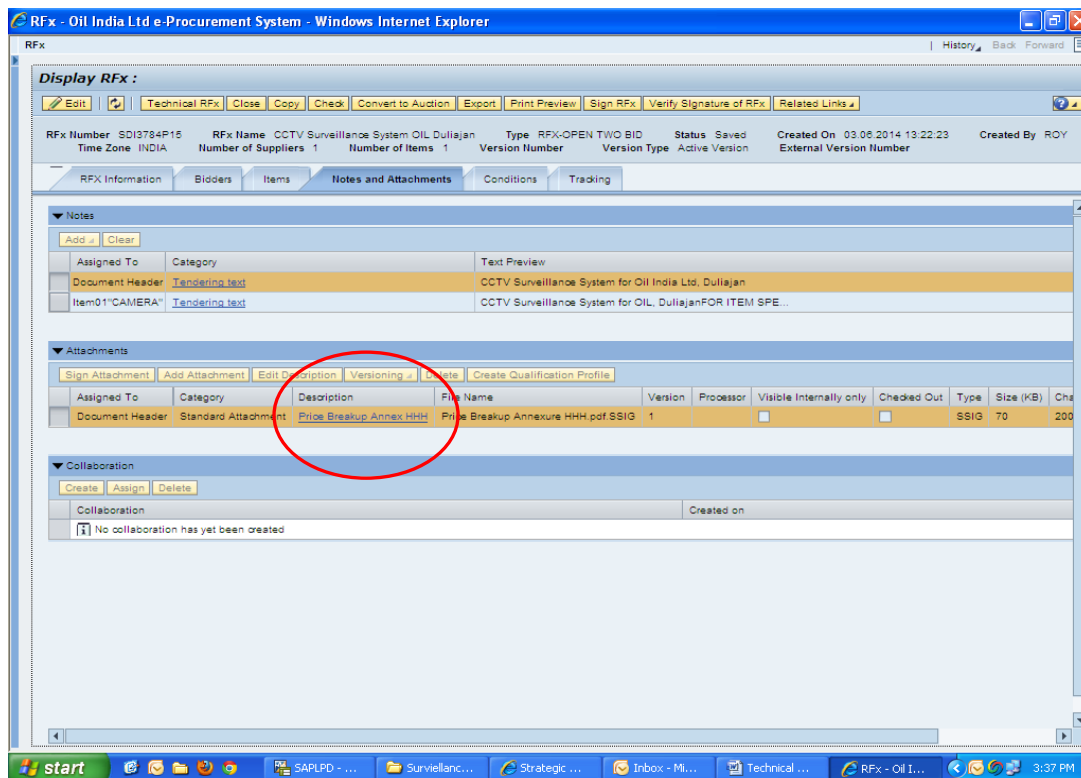 RFx - Oil India Ltd e-Procurement System - Windows Internet Explorer
RFx | History Back Forward
Display RFx :
Edit | Technical RFx Close Copy Check Convert to Auction Export Print Preview Sign RFx Verify SIgnature of RFx Related Links
RFx Number SDI3784P15 RFx Name CCTV Surveillance System OIL Duliajan Type RFX-OPEN TWO BID Status Saved Created On 03.06.2014 13:22:23 Created By ROY
Time Zone INDIA Number of Suppliers 1 Number of Items 1 Version Number Version Type Active Version External Version Number
RFX Information Bidders Items Notes and Attachments Conditions Tracking
Notes
Add Clear
Assigned To Category Text Preview
Document Header Tendering text CCTV Surveillance System for Oil India Ltd, Duliajan
Item01"CAMERA" Tendering text CCTV Surveillance System for OIL, DuliajanFOR ITEM SPE...
Attachments
Sign Attachment Add Attachment Edit Description Versioning Delete Create Qualification Profile
Assigned To Category Description File Name Version Processor Visible Internally only Checked Out Type Size (KB) Cha
Document Header Standard Attachment Price Breakup Annex HHH Price Breakup Annexure HHH.pdf.SSIG 1 SSIG 70 200
Collaboration
Create Assign Delete
Collaboration Created on
No collaboration has yet been created
start SAPLPD - ... Surviellanc... Strategic ... Inbox - Mi... Technical ... RFx - Oil I... 3:37 PM